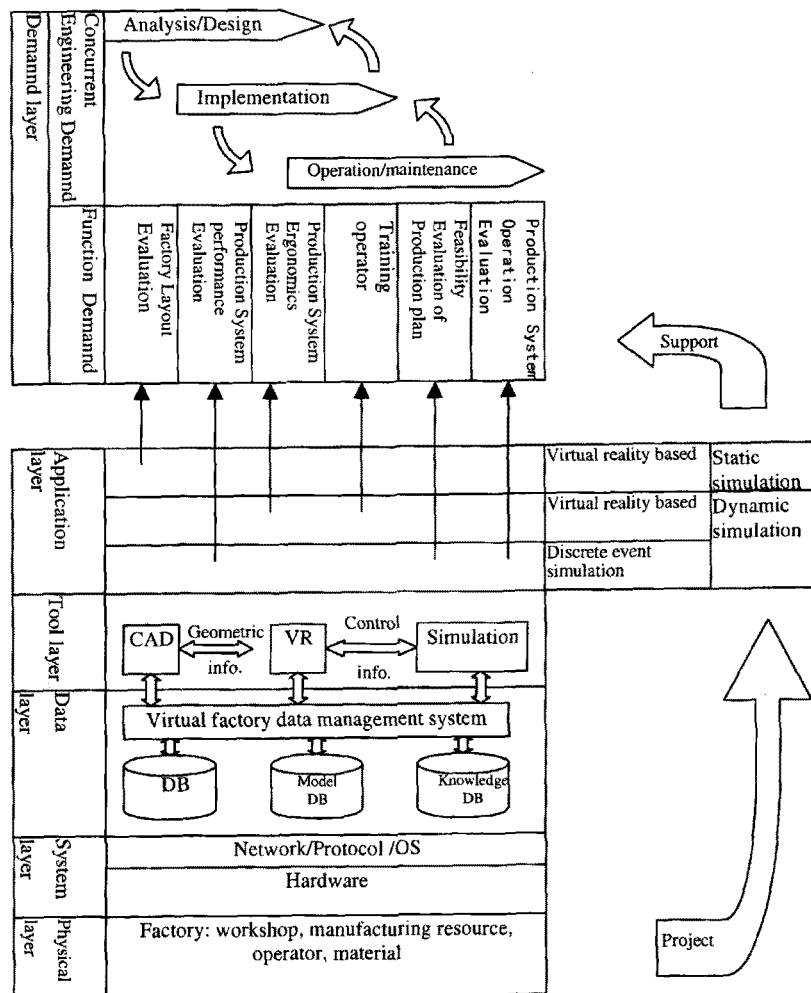 Demannd layer
Concurrent
Engineering Demannd
Analysis/Design
Implementation
Operation/maintenance
Function Demannd
Factory Layout
Evaluation
Production System
performance
Evaluation
Production System
Ergonomics
Evaluation
Training
operator
Feasibility
Evaluation of
Production plan
Production System
Operation
Evaluation
Support
Application
layer
Virtual reality based
Static
simulation
Virtual reality based
Dynamic
simulation
Discrete event
simulation
Tool layer
CAD
Geometric
info.
VR
Control
info.
Simulation
Data
layer
Virtual factory data management system
DB
Model
DB
Knowledge
DB
System
layer
Network/Protocol /OS
Hardware
Physical
layer
Factory: workshop, manufacturing resource,
operator, material
Project